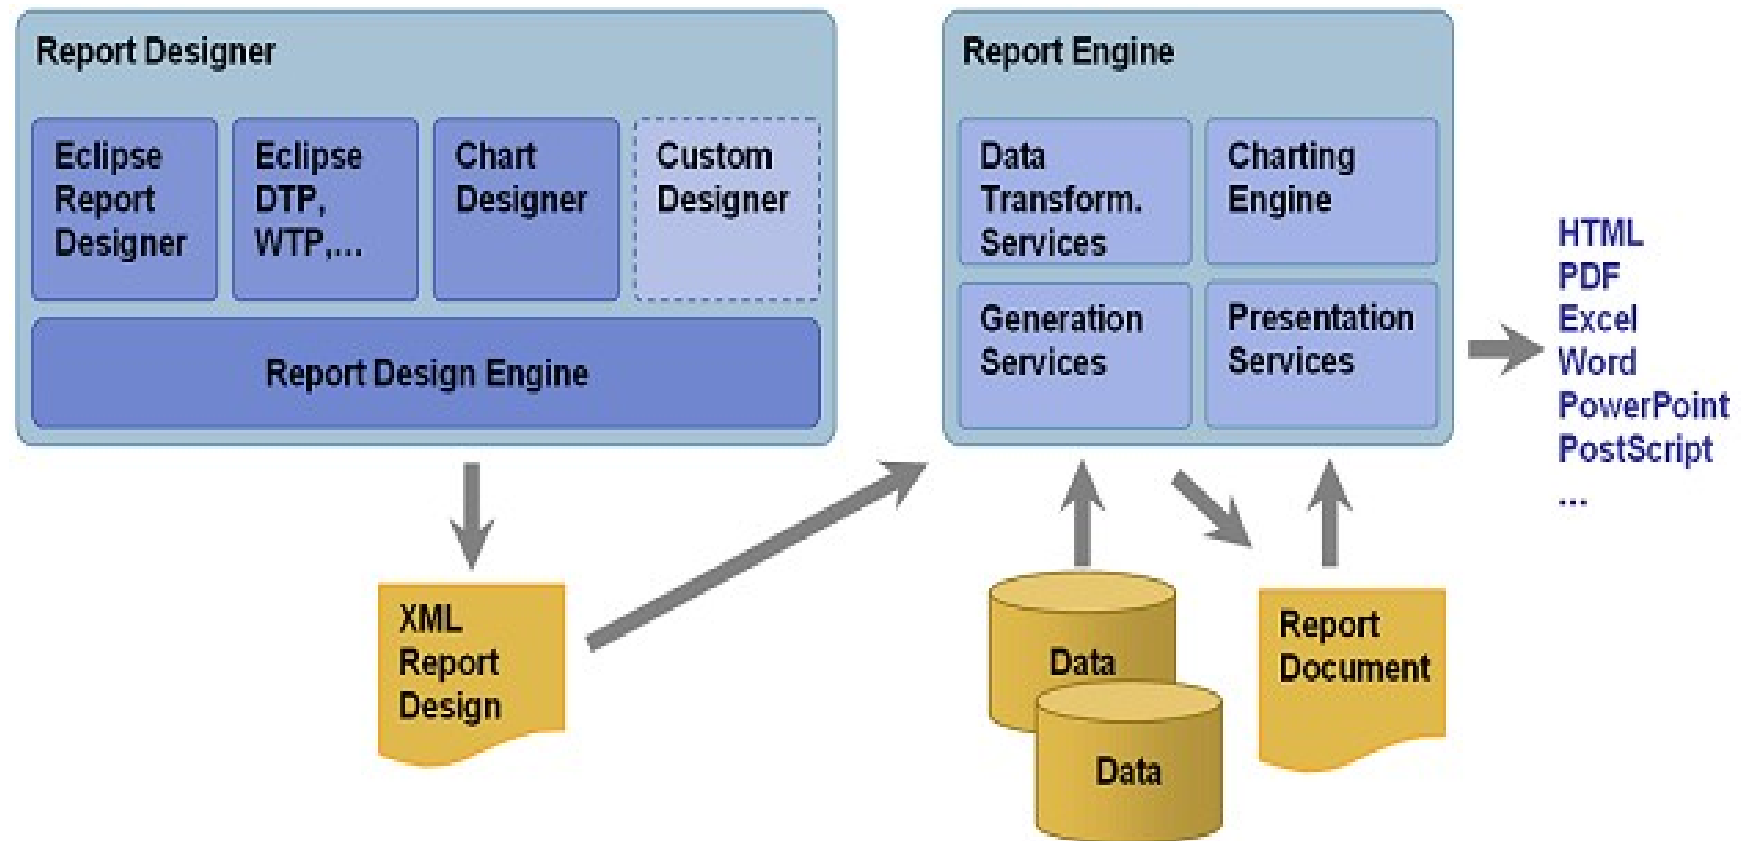 Report Designer
Eclipse
Report
Designer
Eclipse
DTP,
WTP,...
Chart
Designer
Custom
Designer
Report Design Engine
XML
Report
Design
Report Engine
Data
Transform.
Services
Charting
Engine
Generation
Services
Presentation
Services
Data
Data
Report
Document
HTML
PDF
Excel
Word
PowerPoint
PostScript
...